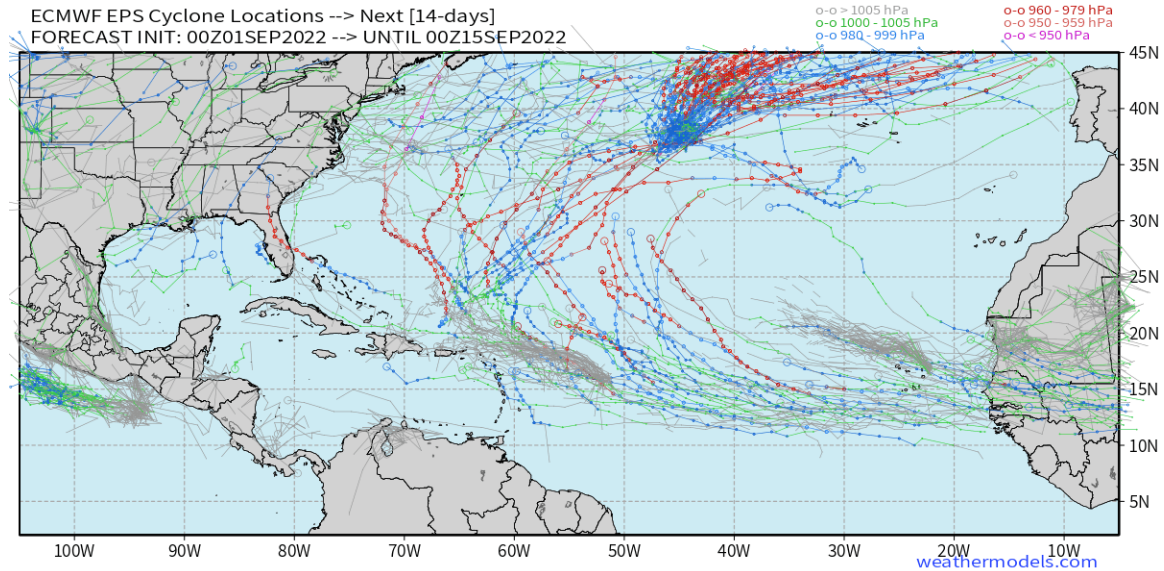 ECMWF EPS Cyclone Locations --> Next [14-days]
FORECAST INIT: 00Z01SEP2022 --> UNTIL 00Z15SEP2022
o-o > 1005 hPa
o-o 1000 - 1005 hPa
o-o 980 - 999 hPa
o-o 960 - 979 hPa
o-o 950 - 959 hPa
o-o < 950 hPa
45N
40N
35N
30N
25N
20N
15N
10N
5N
100W 90W 80W 70W 60W 50W 40W 30W 20W 10W
weathermodels.com